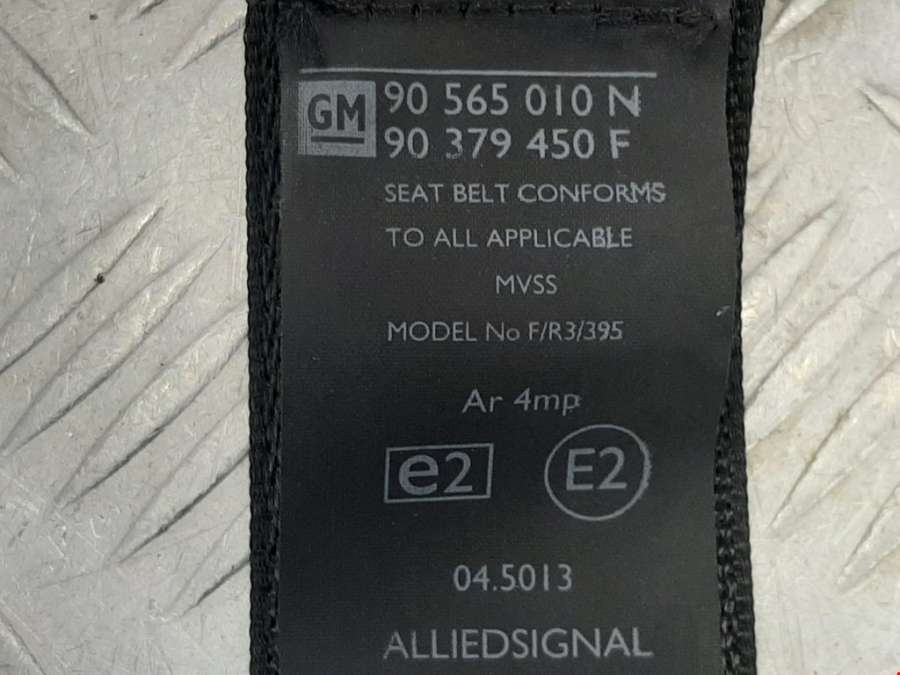 GM 90 565 010 N
90 379 450 F
SEAT BELT CONFORMS
TO ALL APPLICABLE
MVSS
MODEL No F/R3/395
Ar 4mp
e2 E2
04.5013
ALLIEDSIGNAL